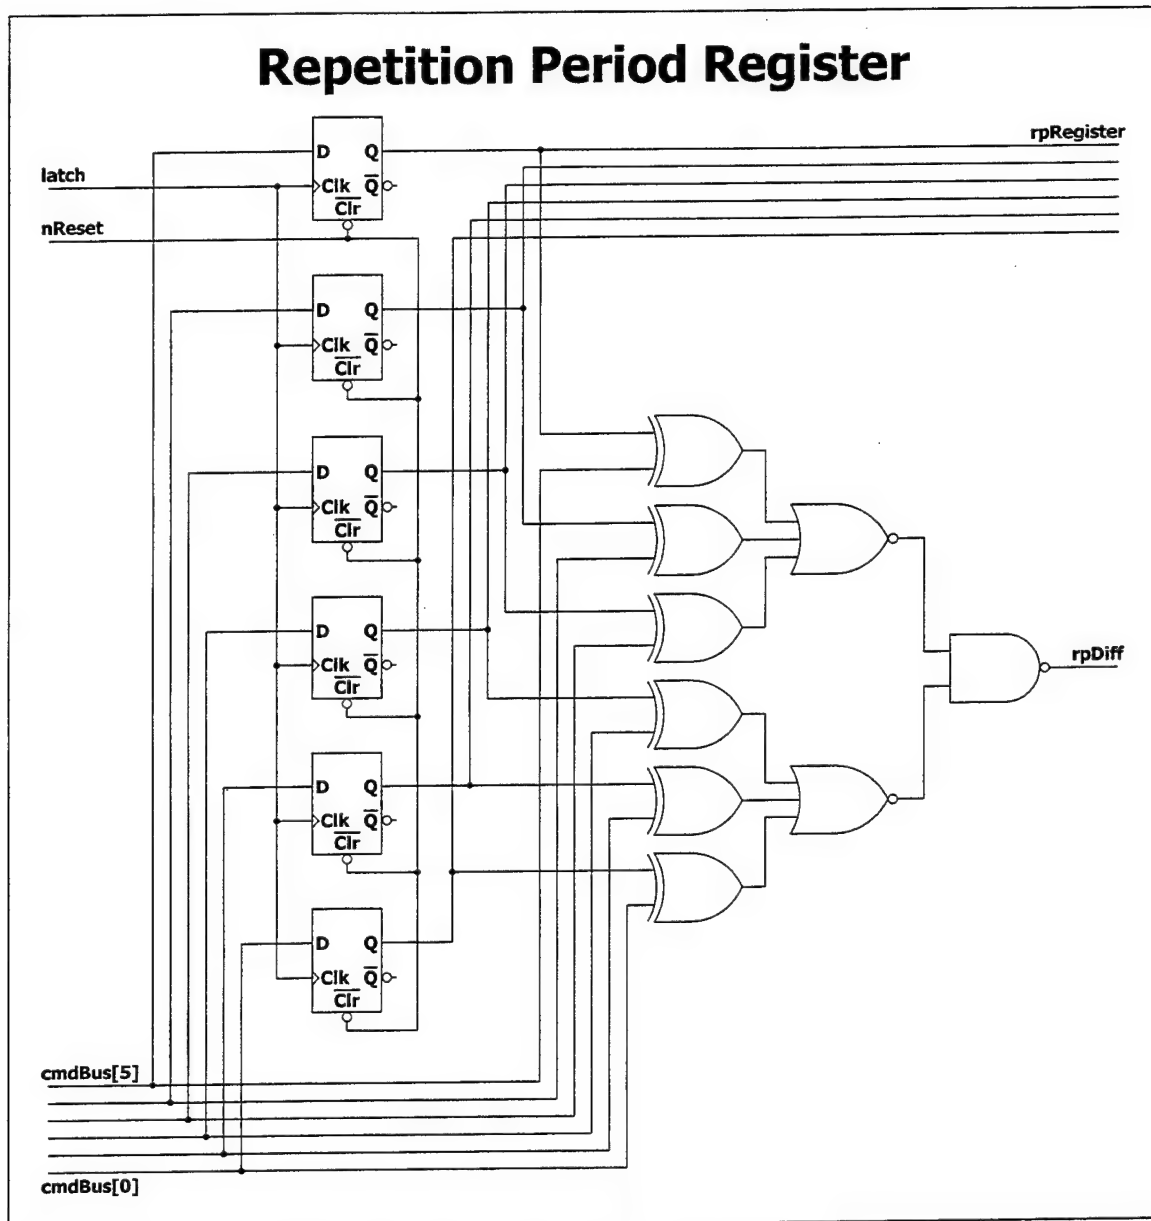 Repetition Period Register
D Q rpRegister
latch
Clk Q
Clr
nReset
D Q
Clk Q
Clr
D Q
Clk Q
Clr
D Q
Clk Q
Clr
rpDiff
D Q
Clk Q
Clr
D Q
Clk Q
Clr
cmdBus[5]
cmdBus[0]